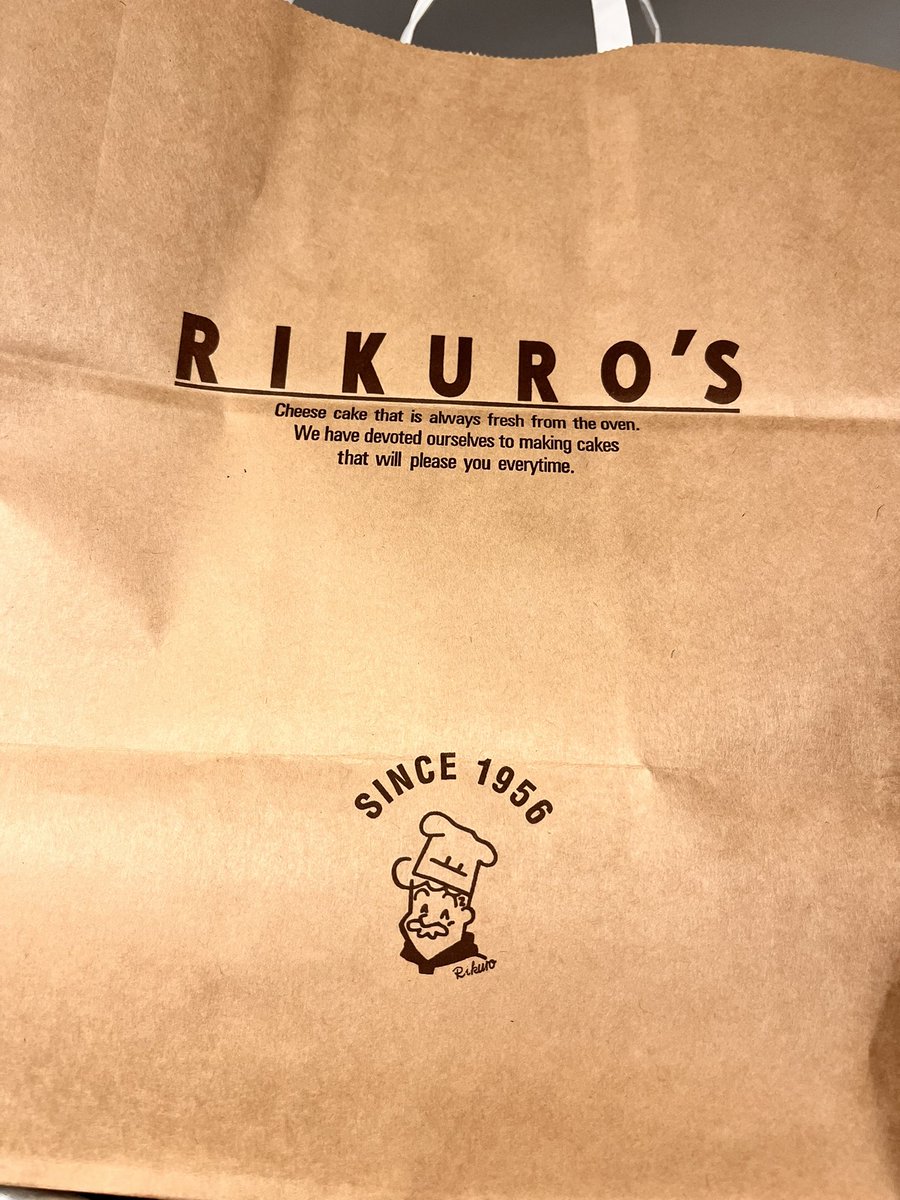 RIKURO'S
Cheese cake that is always fresh from the oven.
We have devoted ourselves to making cakes
that will please you everytime.
SINCE 1956
Rikuro